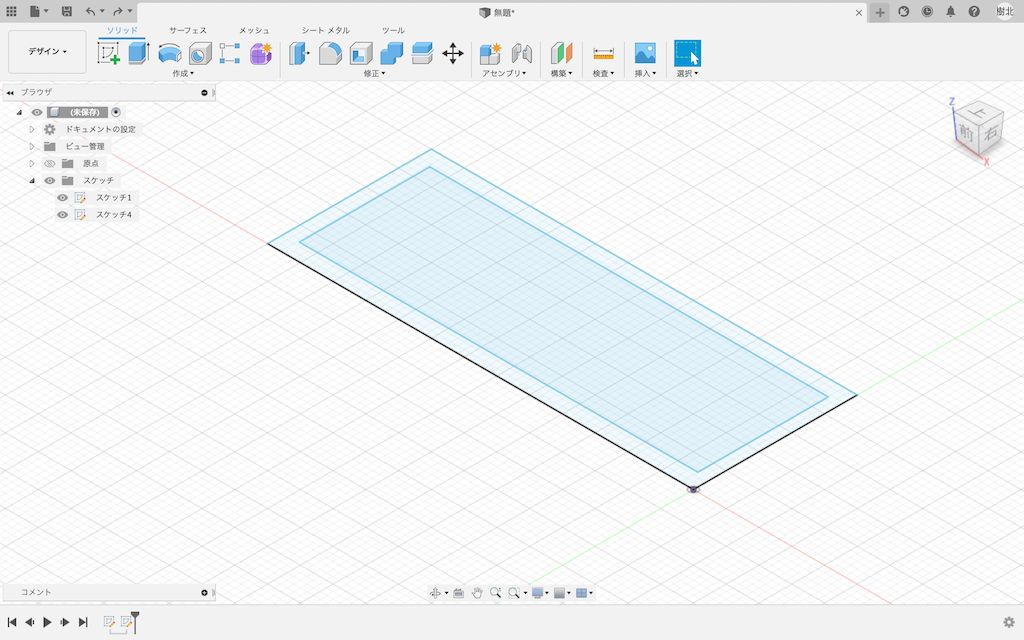 無題*
樹北
ソリッド サーフェス メッシュ シート メタル ツール
デザイン
作成 修正 アセンブリ 構築 検査 挿入 選択
ブラウザ
(未保存)
ドキュメントの設定
ビュー管理
原点
スケッチ
スケッチ1
スケッチ4
Z
上
前 右
X
コメント